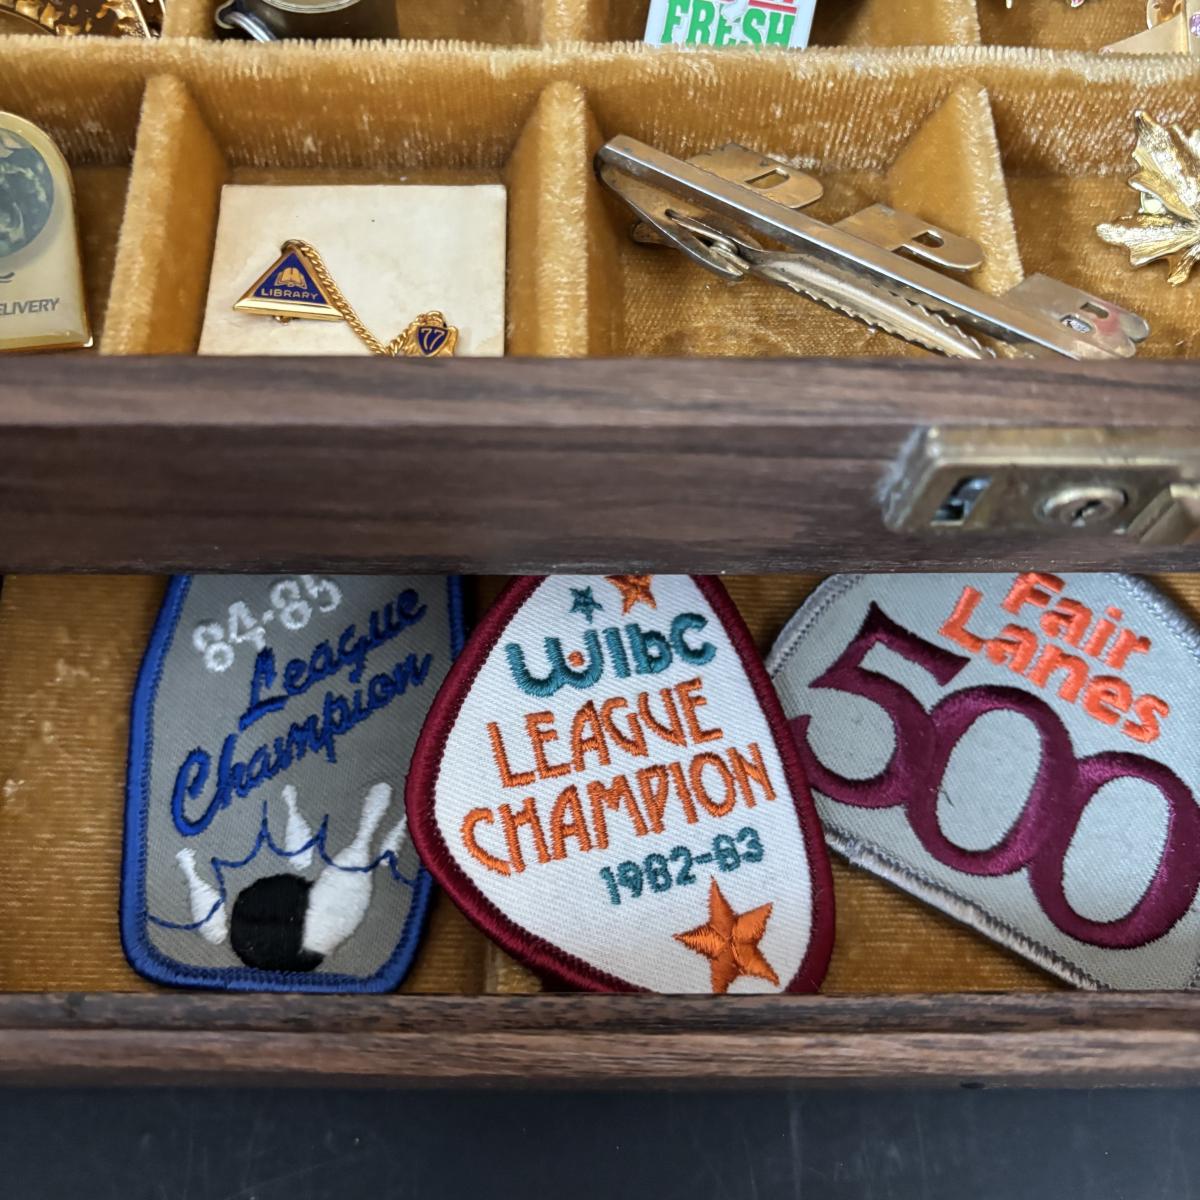 FRESH
ELIVERY
LIBRARY
77
D
P
84-85
League
Champion
WIBC
LEAGUE
CHAMPION
1982-83
Fair
Lanes
500